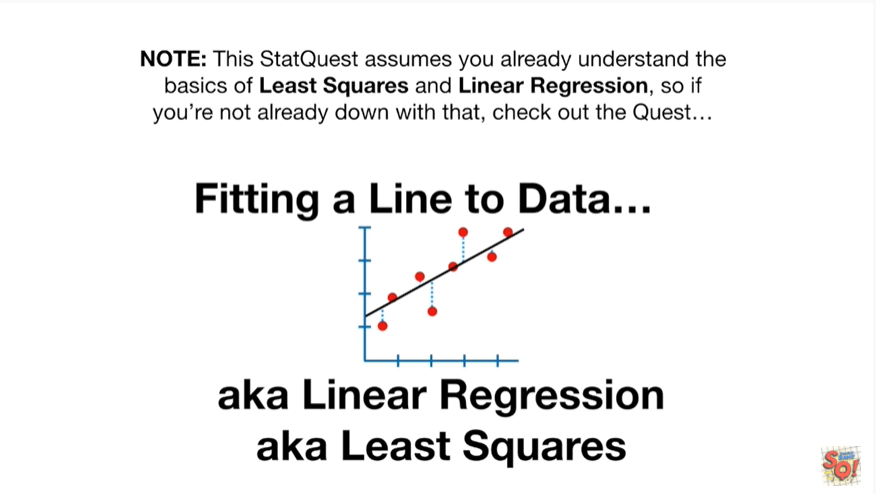 NOTE: This StatQuest assumes you already understand the
basics of Least Squares and Linear Regression, so if
you're not already down with that, check out the Quest…
Fitting a Line to Data…
aka Linear Regression
aka Least Squares
SQ!